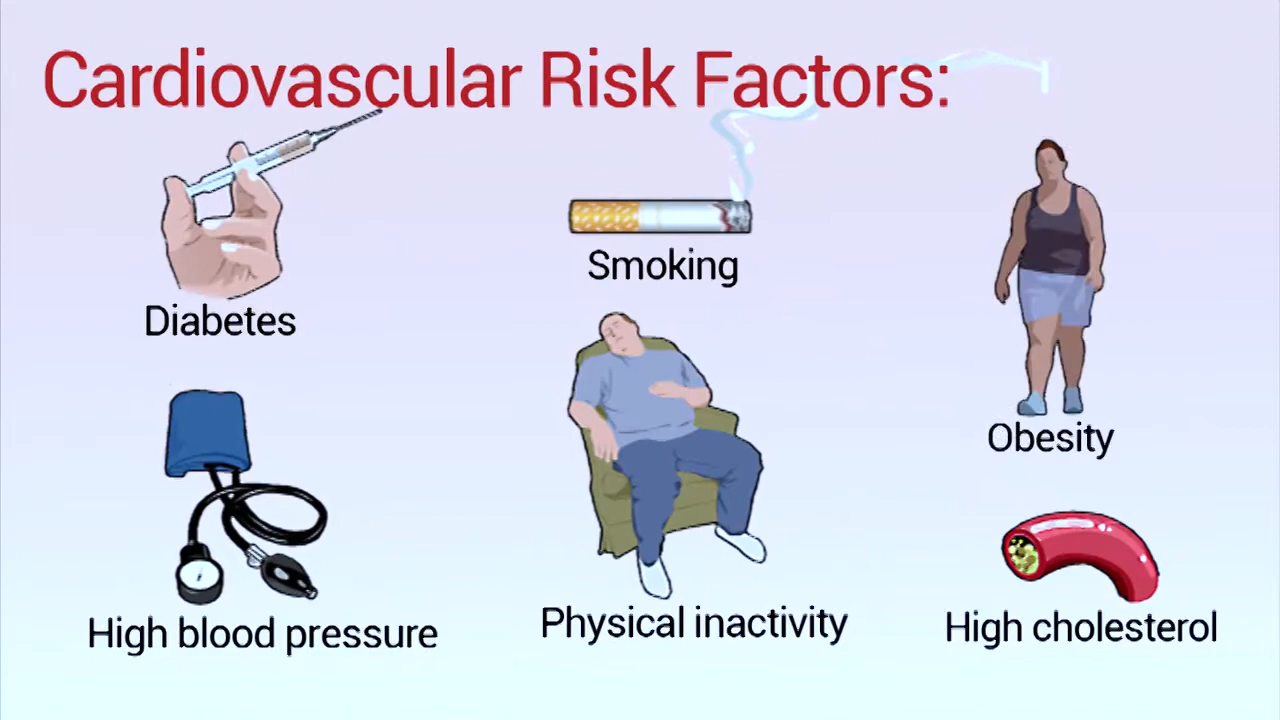 Cardiovascular Risk Factors:
Diabetes
Smoking
Obesity
High blood pressure
Physical inactivity
High cholesterol